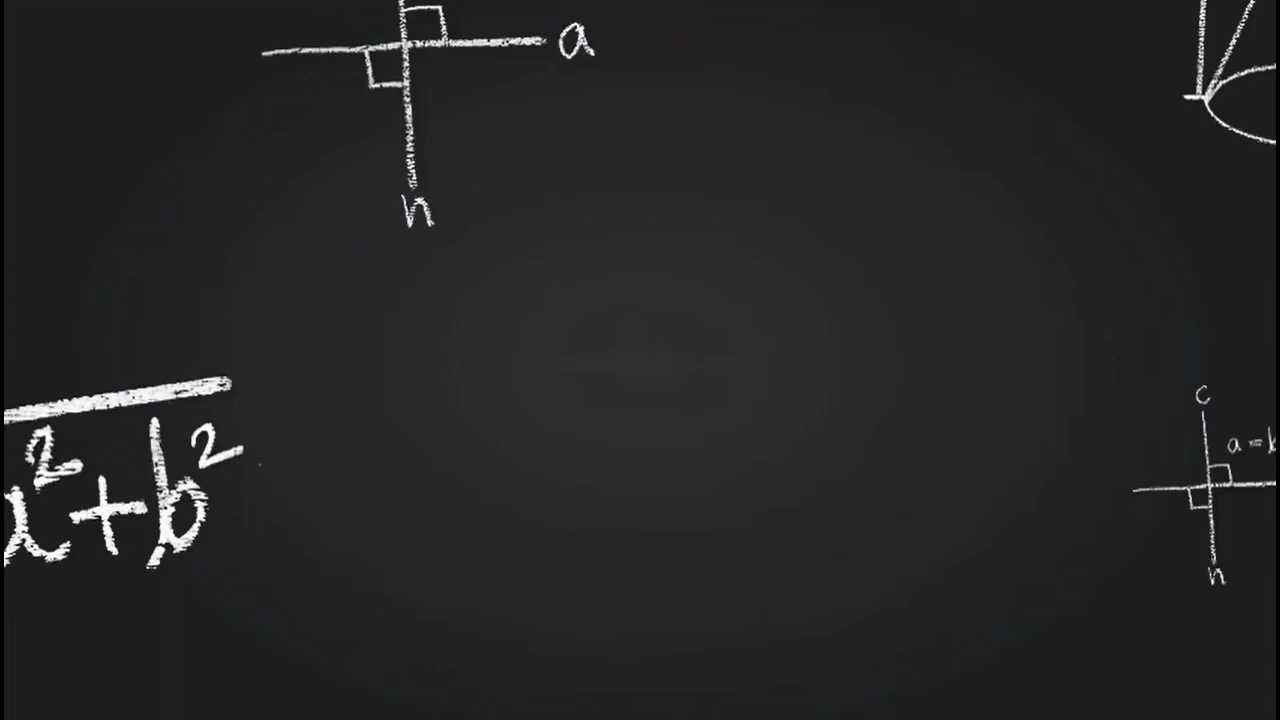 a
n
c
a =
a²+b²
n